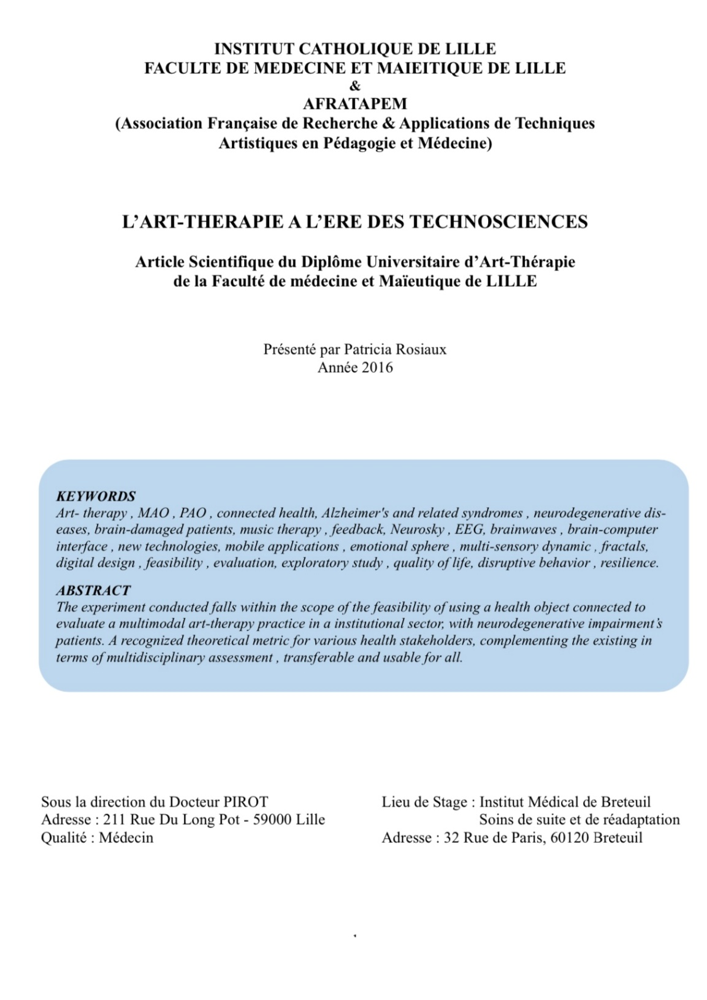 INSTITUT CATHOLIQUE DE LILLE
FACULTE DE MEDECINE ET MAIEITIQUE DE LILLE
&
AFRATAPEM
(Association Française de Recherche & Applications de Techniques
Artistiques en Pédagogie et Médecine)
L’ART-THERAPIE A L’ERE DES TECHNOSCIENCES
Article Scientifique du Diplôme Universitaire d’Art-Thérapie
de la Faculté de médecine et Maïeutique de LILLE
Présenté par Patricia Rosiaux
Année 2016
KEYWORDS
Art- therapy , MAO , PAO , connected health, Alzheimer's and related syndromes , neurodegenerative dis-
eases, brain-damaged patients, music therapy , feedback, Neurosky , EEG, brainwaves , brain-computer
interface , new technologies, mobile applications , emotional sphere , multi-sensory dynamic , fractals,
digital design , feasibility , evaluation, exploratory study , quality of life, disruptive behavior , resilience.
ABSTRACT
The experiment conducted falls within the scope of the feasibility of using a health object connected to
evaluate a multimodal art-therapy practice in a institutional sector, with neurodegenerative impairment’s
patients. A recognized theoretical metric for various health stakeholders, complementing the existing in
terms of multidisciplinary assessment , transferable and usable for all.
Sous la direction du Docteur PIROT
Adresse : 211 Rue Du Long Pot - 59000 Lille
Qualité : Médecin
Lieu de Stage : Institut Médical de Breteuil
Soins de suite et de réadaptation
Adresse : 32 Rue de Paris, 60120 Breteuil